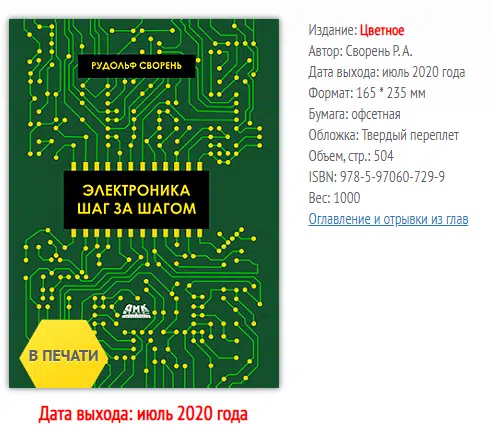 РУДОЛЬФ СВОРЕНЬ
ЭЛЕКТРОНИКА
ШАГ ЗА ШАГОМ
ДМК
В ПЕЧАТИ
Дата выхода: июль 2020 года
Издание: Цветное
Автор: Сворень Р. А.
Дата выхода: июль 2020 года
Формат: 165 * 235 мм
Бумага: офсетная
Обложка: Твердый переплет
Объем, стр.: 504
ISBN: 978-5-97060-729-9
Вес: 1000
Оглавление и отрывки из глав